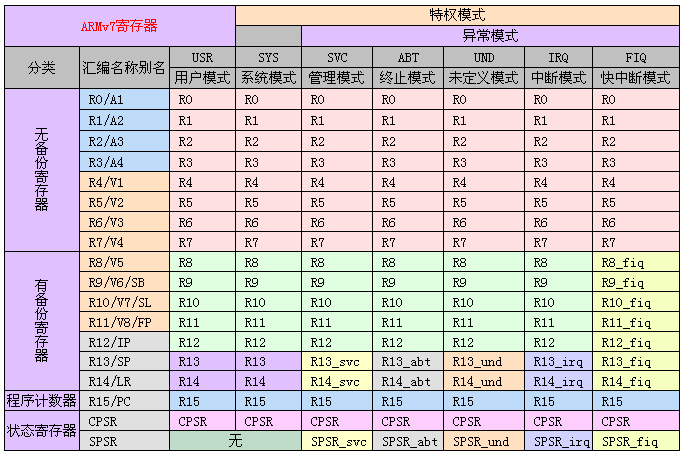 ARMv7寄存器 特权模式
异常模式
USR SYS SVC ABT UND IRQ FIQ
分类 汇编名称别名 用户模式 系统模式 管理模式 终止模式 未定义模式 中断模式 快中断模式
无备份寄存器
R0/A1 R0 R0 R0 R0 R0 R0 R0
R1/A2 R1 R1 R1 R1 R1 R1 R1
R2/A3 R2 R2 R2 R2 R2 R2 R2
R3/A4 R3 R3 R3 R3 R3 R3 R3
R4/V1 R4 R4 R4 R4 R4 R4 R4
R5/V2 R5 R5 R5 R5 R5 R5 R5
R6/V3 R6 R6 R6 R6 R6 R6 R6
R7/V4 R7 R7 R7 R7 R7 R7 R7
有备份寄存器
R8/V5 R8 R8 R8 R8 R8 R8 R8_fiq
R9/V6/SB R9 R9 R9 R9 R9 R9 R9_fiq
R10/V7/SL R10 R10 R10 R10 R10 R10 R10_fiq
R11/V8/FP R11 R11 R11 R11 R11 R11 R11_fiq
R12/IP R12 R12 R12 R12 R12 R12 R12_fiq
R13/SP R13 R13 R13_svc R13_abt R13_und R13_irq R13_fiq
R14/LR R14 R14 R14_svc R14_abt R14_und R14_irq R14_fiq
程序计数器 R15/PC R15 R15 R15 R15 R15 R15 R15
状态寄存器
CPSR CPSR CPSR CPSR CPSR CPSR CPSR CPSR
SPSR 无 SPSR_svc SPSR_abt SPSR_und SPSR_irq SPSR_fiq